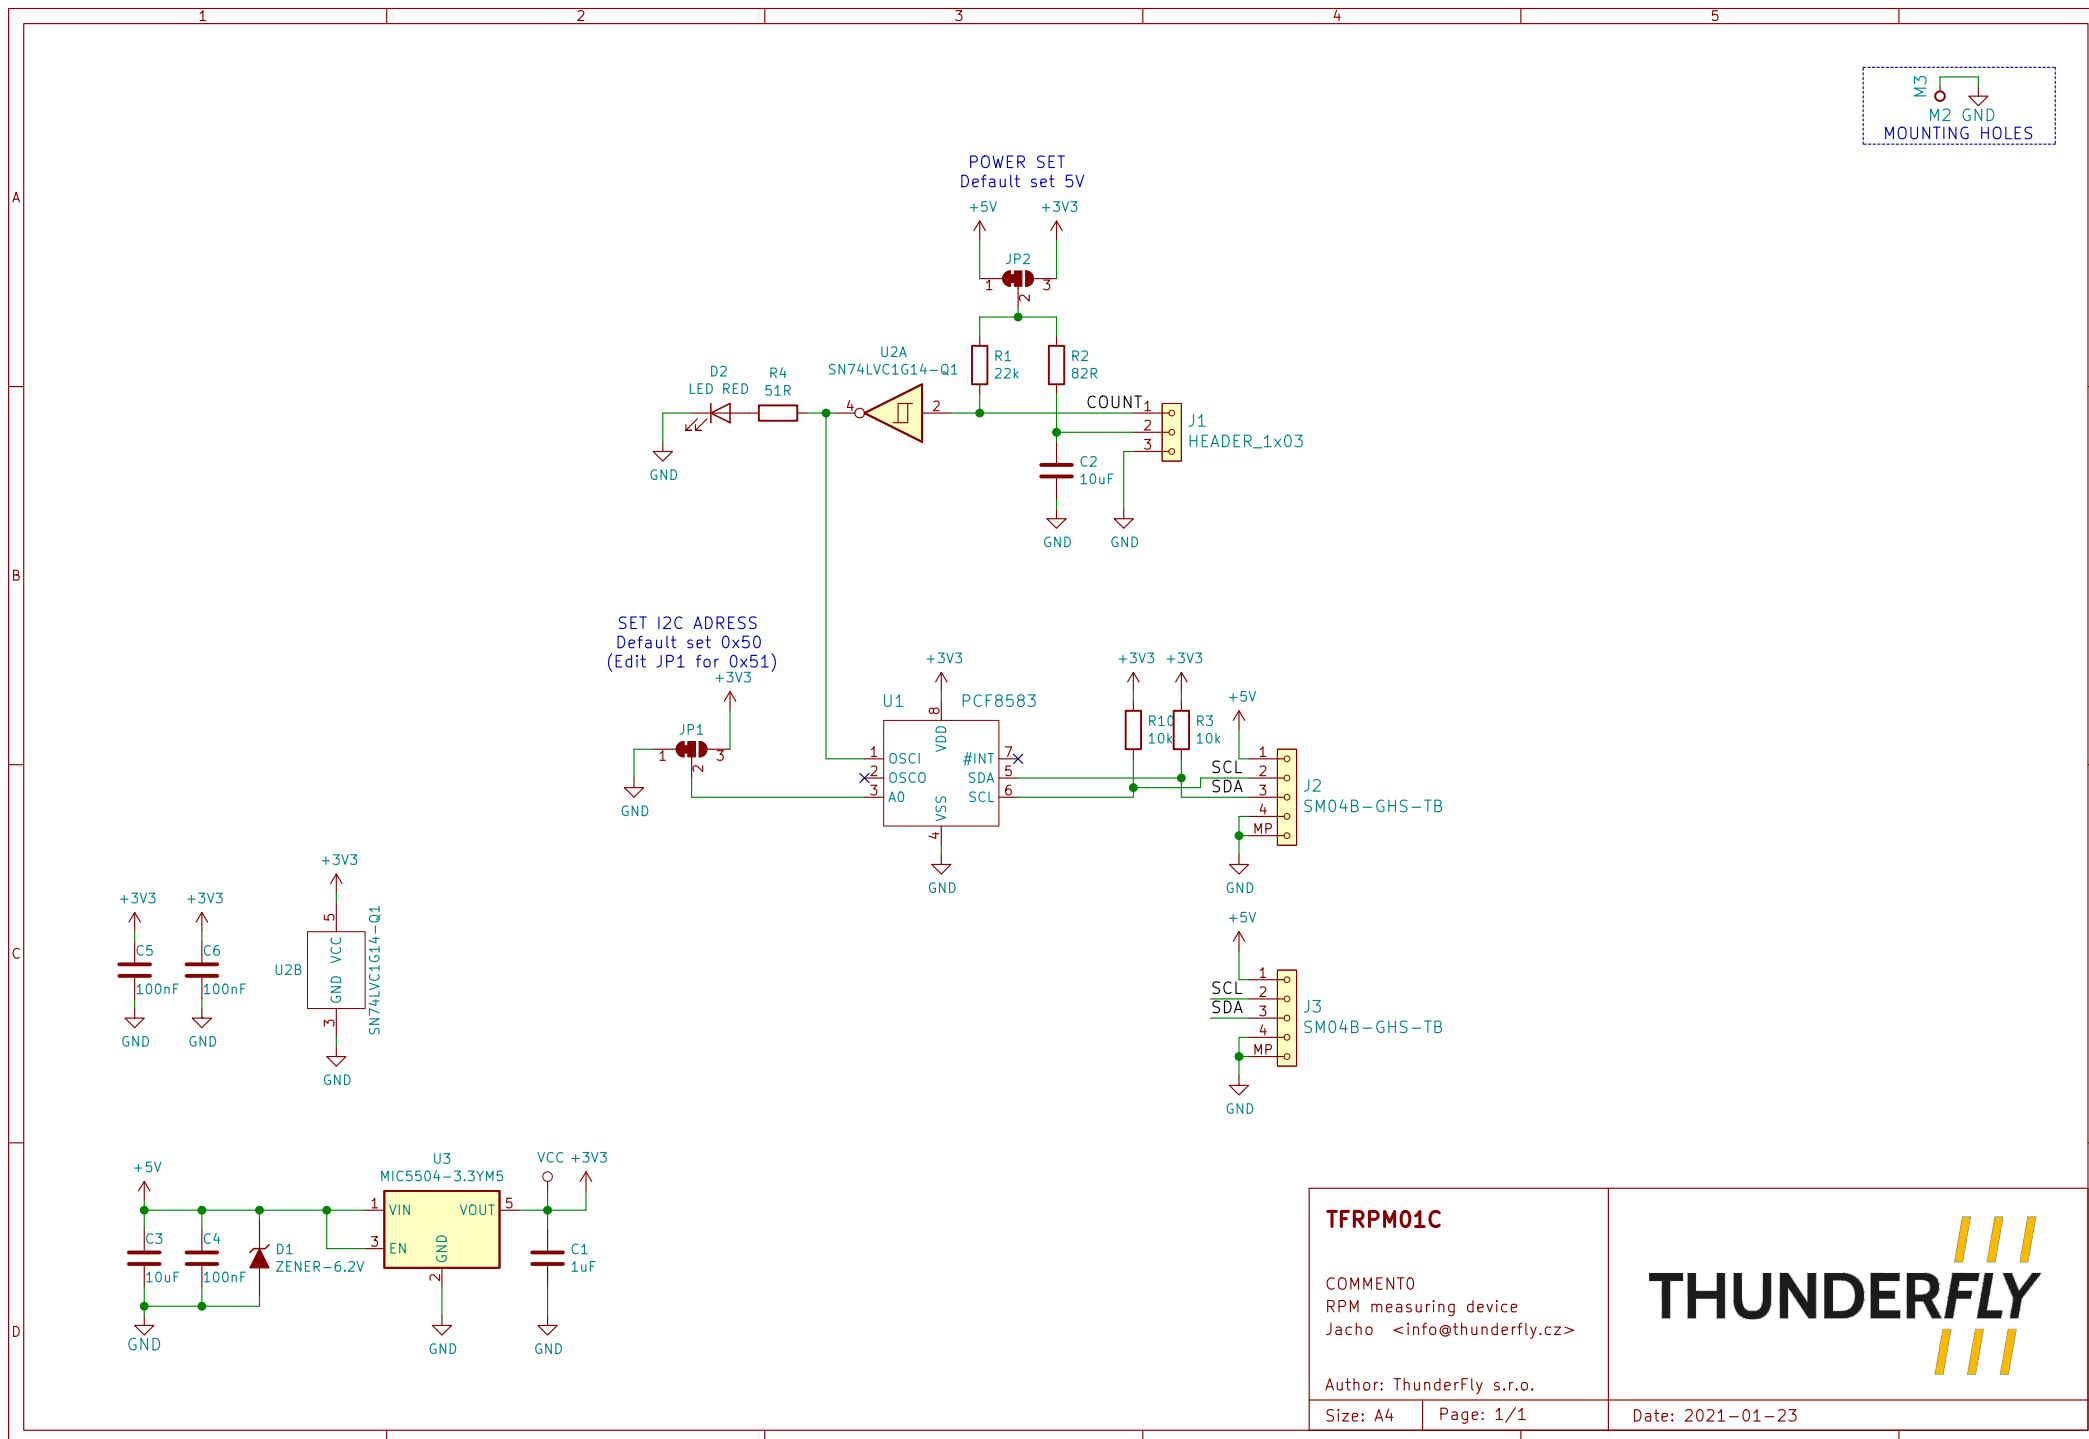 1 2 3 4 5
A
B
C
D
M3
M2 GND
MOUNTING HOLES
POWER SET
Default set 5V
+5V +3V3
JP2
1 2 3
R1
22k
R2
82R
U2A
SN74LVC1G14-Q1
4 2
D2
LED RED
R4
51R
GND
COUNT
1
2
3
J1
HEADER_1x03
C2
10uF
GND
GND
SET I2C ADRESS
Default set 0x50
(Edit JP1 for 0x51)
+3V3
JP1
1 2 3
GND
+3V3
U1 PCF8583
8
VDD
1 OSCI
2 OSCO
3 A0
#INT 7
SDA 5
SCL 6
VSS
4
GND
+3V3 +3V3
R10
10k
R3
10k
+5V
SCL
SDA
1
2
3
4
MP
J2
SM04B-GHS-TB
GND
+5V
SCL
SDA
1
2
3
4
MP
J3
SM04B-GHS-TB
GND
+3V3
C5
100nF
GND
+3V3
C6
100nF
GND
+3V3
5
VCC
GND
3
U2B
SN74LVC1G14-Q1
GND
+5V
C3
10uF
C4
100nF
D1
ZENER-6.2V
GND
U3
MIC5504-3.3YM5
1 VIN
3 EN
VOUT 5
GND
2
GND
VCC +3V3
C1
1uF
GND
TFRPM01C
COMMENT0
RPM measuring device
Jacho <info@thunderfly.cz>
Author: ThunderFly s.r.o.
Size: A4 Page: 1/1 Date: 2021-01-23
THUNDERFLY